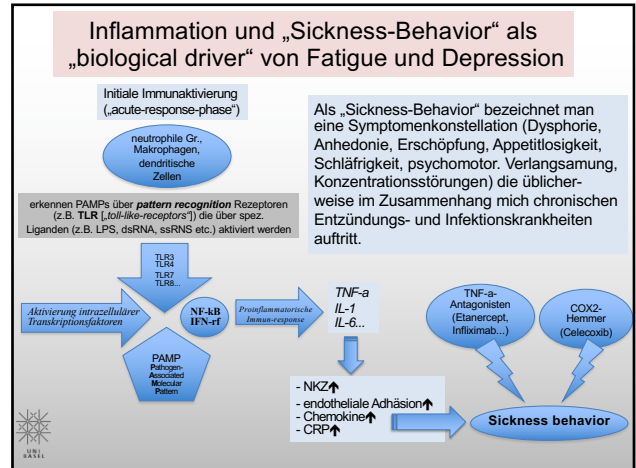 Inflammation und „Sickness-Behavior“ als
„biological driver“ von Fatigue und Depression
Initiale Immunaktivierung
(„acute-response-phase“)
neutrophile Gr.,
Makrophagen,
dendritische
Zellen
erkennen PAMPs über pattern recognition Rezeptoren
(z.B. TLR [„toll-like-receptors“]) die über spez.
Liganden (z.B. LPS, dsRNA, ssRNS etc.) aktiviert werden
Als „Sickness-Behavior“ bezeichnet man
eine Symptomenkonstellation (Dysphorie,
Anhedonie, Erschöpfung, Appetitlosigkeit,
Schläfrigkeit, psychomotor. Verlangsamung,
Konzentrationsstörungen) die üblicher-
weise im Zusammenhang mich chronischen
Entzündungs- und Infektionskrankheiten
auftritt.
TLR3
TLR4
TLR7
TLR8...
Aktivierung intrazellulärer
Transkriptionsfaktoren
NF-kB
IFN-rf
Proinflammatorische
Immun-response
TNF-a
IL-1
IL-6...
TNF-a-
Antagonisten
(Etanercept,
Infliximab...)
COX2-
Hemmer
(Celecoxib)
PAMP
Pathogen-
Associated
Molecular
Pattern
- NKZ↑
- endotheliale Adhäsion↑
- Chemokine↑
- CRP↑
Sickness behavior
UNI
BASEL